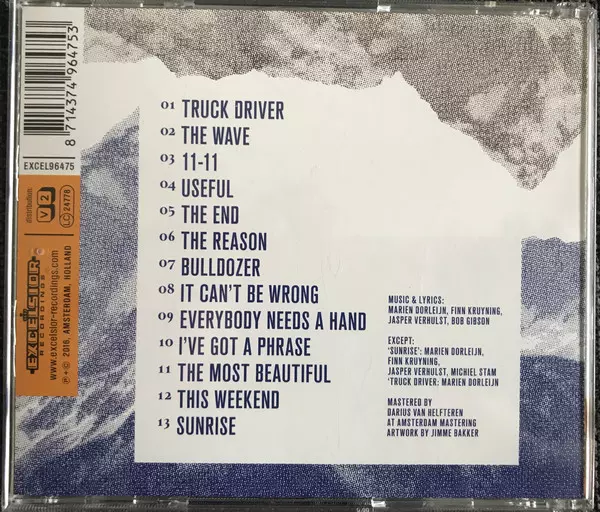 01 TRUCK DRIVER
02 THE WAVE
03 11-11
04 USEFUL
05 THE END
06 THE REASON
07 BULLDOZER
08 IT CAN'T BE WRONG
09 EVERYBODY NEEDS A HAND
10 I'VE GOT A PHRASE
11 THE MOST BEAUTIFUL
12 THIS WEEKEND
13 SUNRISE
MUSIC & LYRICS:
MARIEN DORLEIJN, FINN KRUYNING,
JASPER VERHULST, BOB GIBSON
EXCEPT:
'SUNRISE': MARIEN DORLEIJN,
FINN KRUYNING,
JASPER VERHULST, MICHIEL STAM
'TRUCK DRIVER: MARIEN DORLEIJN
MASTERED BY
DARIUS VAN HELFTEREN
AT AMSTERDAM MASTERING
ARTWORK BY JIMME BAKKER
8 714374 964753
EXCEL96475
distribution:
V2
LC 24778
EXCELSIOR
RECORDINGS
www.excelsior-recordings.com
℗ + © 2016, AMSTERDAM, HOLLAND